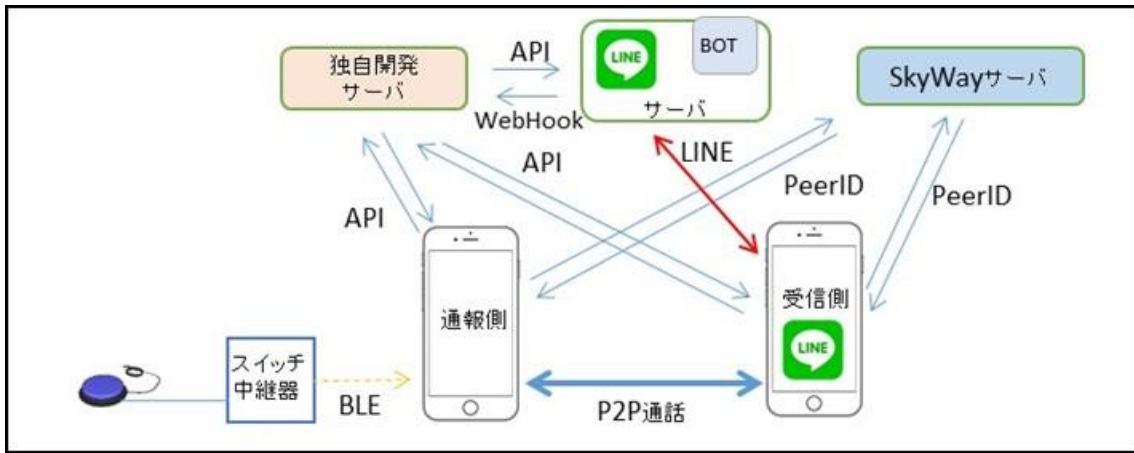 独自開発
サーバ
API
WebHook
LINE
BOT
サーバ
SkyWayサーバ
API
API
LINE
PeerID
PeerID
通報側
受信側
LINE
スイッチ
中継器
BLE
P2P通話